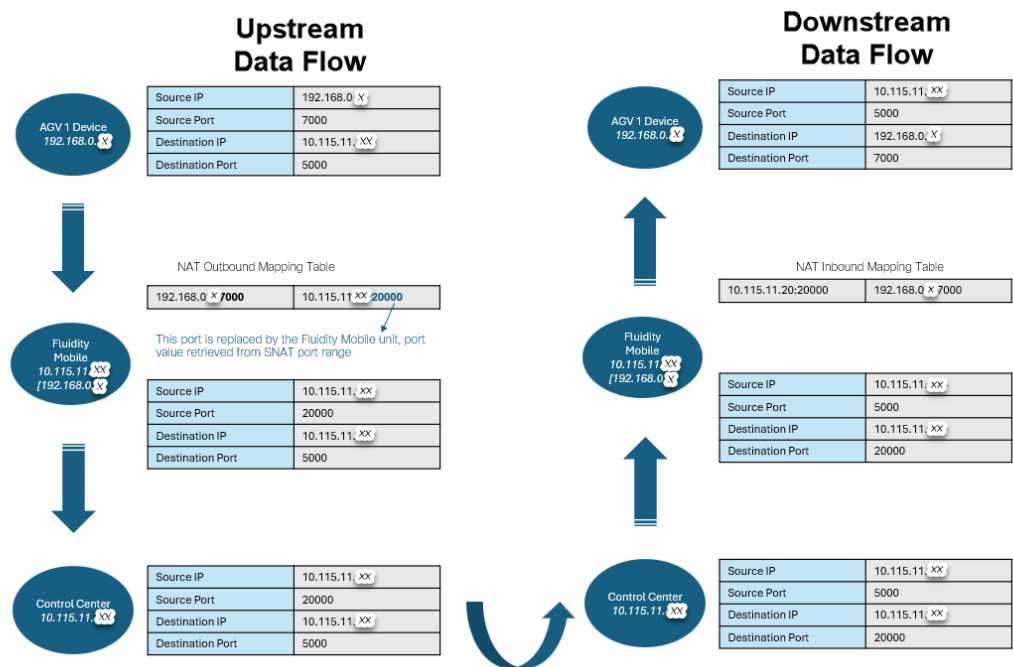 Upstream
Data Flow
AGV 1 Device
192.168.0.X
Source IP 192.168.0 X
Source Port 7000
Destination IP 10.115.11. XX
Destination Port 5000
NAT Outbound Mapping Table
192.168.0 X 7000 10.115.11 XX 20000
This port is replaced by the Fluidity Mobile unit, port
value retrieved from SNAT port range
Fluidity
Mobile
10.115.11.XX
[192.168.0.X
Source IP 10.115.11. XX
Source Port 20000
Destination IP 10.115.11. XX
Destination Port 5000
Control Center
10.115.11.XX
Source IP 10.115.11. XX
Source Port 20000
Destination IP 10.115.11. XX
Destination Port 5000
Downstream
Data Flow
AGV 1 Device
192.168.0.X
Source IP 10.115.11. XX
Source Port 5000
Destination IP 192.168.0. X
Destination Port 7000
NAT Inbound Mapping Table
10.115.11.20:20000 192.168.0 X 7000
Fluidity
Mobile
10.115.11.XX
[192.168.0 X
Source IP 10.115.11. XX
Source Port 5000
Destination IP 10.115.11. XX
Destination Port 20000
Control Center
10.115.11. XX
Source IP 10.115.11. XX
Source Port 5000
Destination IP 10.115.11. XX
Destination Port 20000